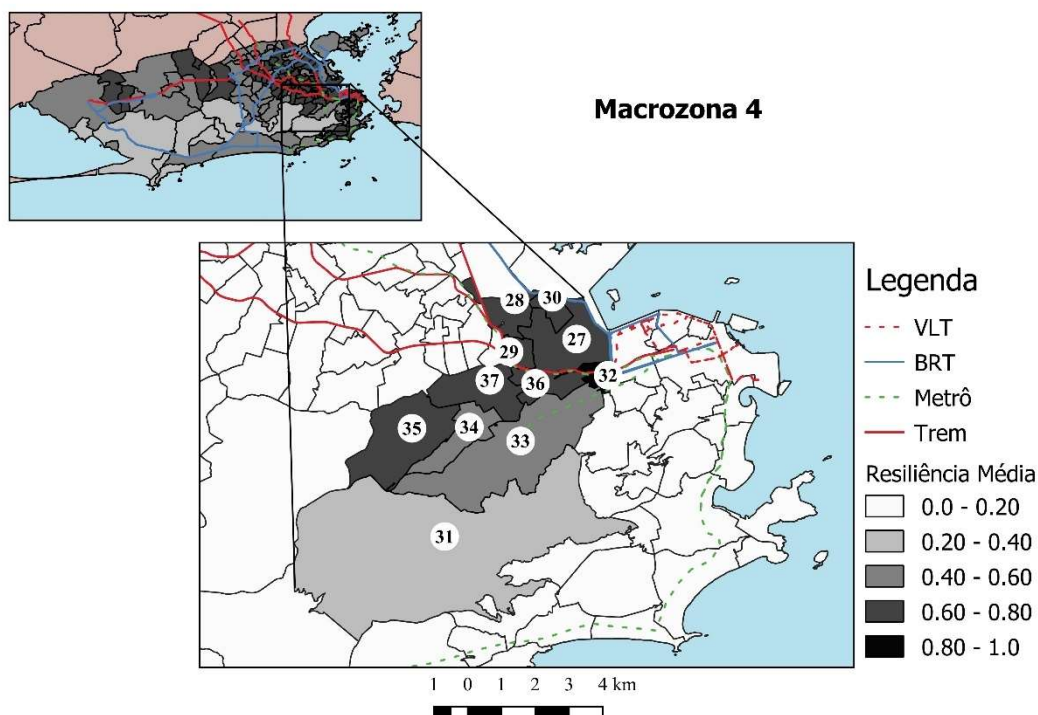 Macrozona 4
28
30
27
29
32
37
36
35
34
33
31
Legenda
VLT
BRT
Metrô
Trem
Resiliência Média
0.0 - 0.20
0.20 - 0.40
0.40 - 0.60
0.60 - 0.80
0.80 - 1.0
1 0 1 2 3 4 km